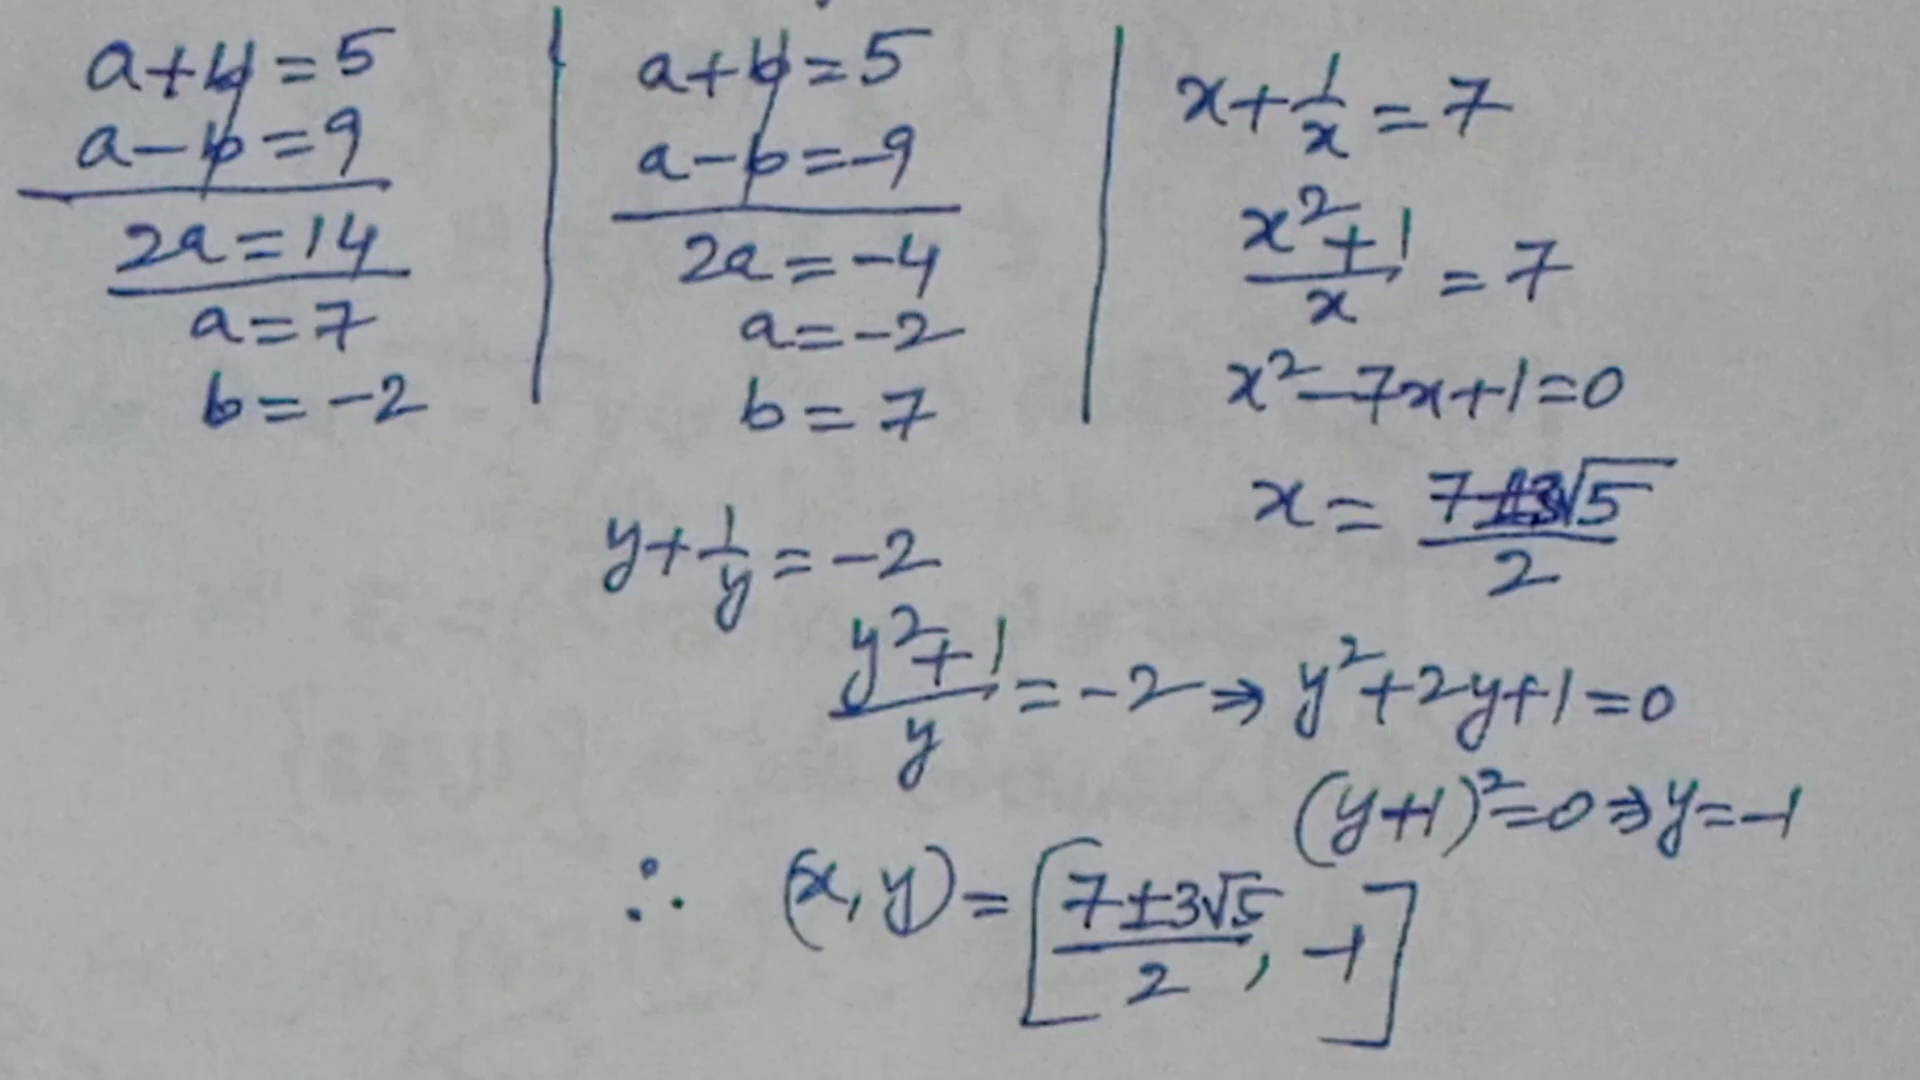 a+b=5
a-b=9
2a=14
a=7
b=-2
a+b=5
a-b=-9
2a=-4
a=-2
b=7
x+1/x=7
(x²+1)/x=7
x²-7x+1=0
x=(7±3√5)/2
y+1/y=-2
(y²+1)/y=-2⇒y²+2y+1=0
(y+1)²=0⇒y=-1
∴ (x,y)=[(7±3√5)/2, -1]